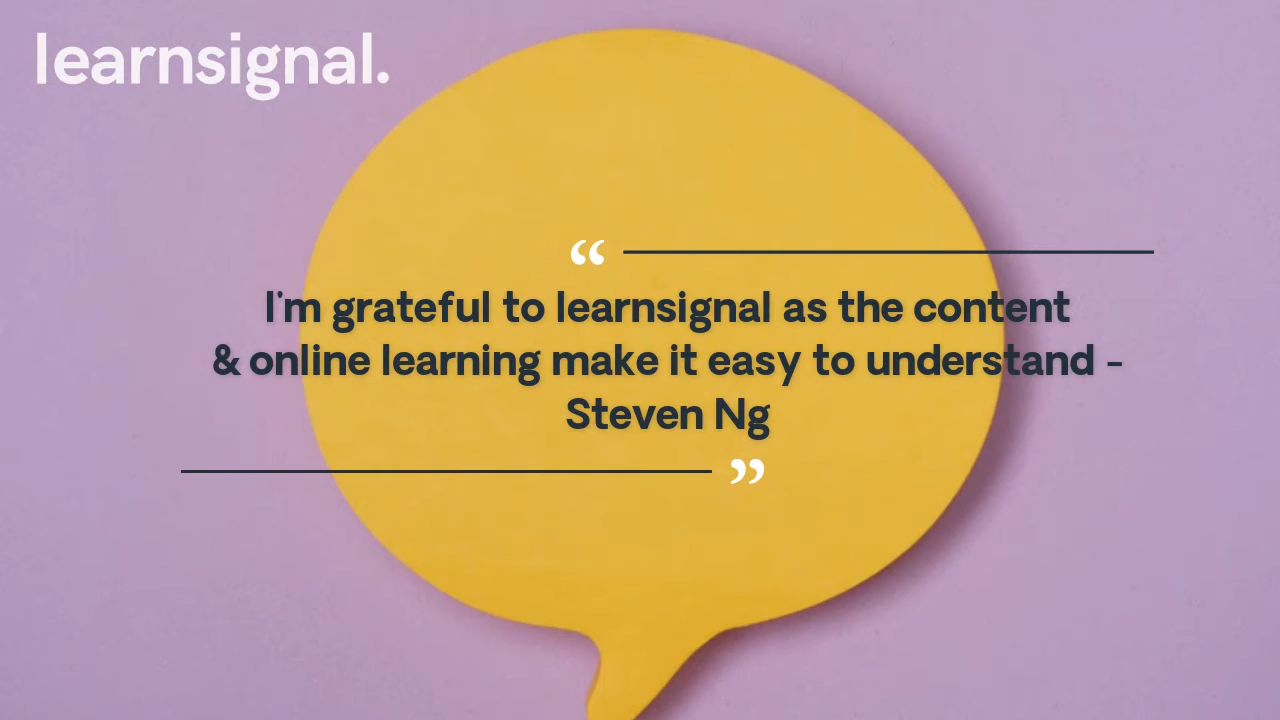 learnsignal.
“
I'm grateful to learnsignal as the content
& online learning make it easy to understand -
Steven Ng
”